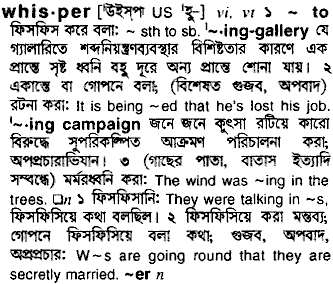 whis·per [ˈউইস্‌পা US ˈহু-] vi, vt ১ ~ to
ফিসফিস করে বলা: ~ sth to sb. ˈ~·ing-gallery যে
গ্যালারিতে শব্দনিয়ন্ত্রণব্যবস্থার বিশিষ্টতার কারণে এক
প্রান্তে সৃষ্ট ধ্বনি বহু দূরে অন্য প্রান্তে শোনা যায়। ২
একান্তে বা গোপনে বলা; (বিশেষত গুজব, অপবাদ)
রটনা করা: It is being ~ed that he's lost his job.
ˈ~·ing campaign জনে জনে কুৎসা রটিয়ে কারো
বিরুদ্ধে সুপরিকল্পিত আক্রমণ পরিচালনা করা;
অপপ্রচারাভিযান। ৩ (গাছের পাতা, বাতাস ইত্যাদি
সম্বন্ধে) মর্মরধ্বনি করা: The wind was ~ing in the
trees. □n ১ ফিসফিসানি: They were talking in ~s,
ফিসফিসিয়ে কথা বলছিল। ২ ফিসফিসিয়ে করা মন্তব্য;
গোপনে ফিসফিসিয়ে বলা কথা; গুজব, অপবাদ,
অপপ্রচার: W~s are going round that they are
secretly married. ~er n